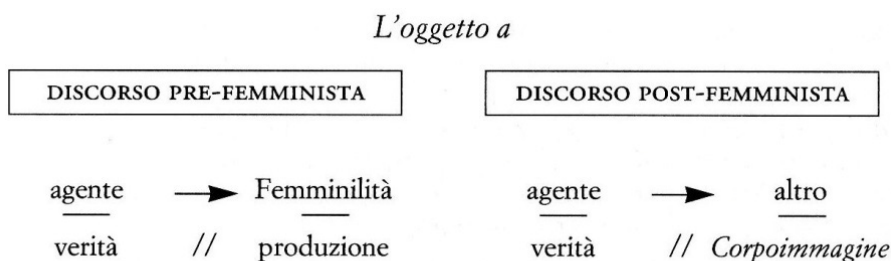 L'oggetto a
DISCORSO PRE-FEMMINISTA DISCORSO POST-FEMMINISTA
agente → Femminilità agente → altro
verità // produzione verità // Corpoimmagine